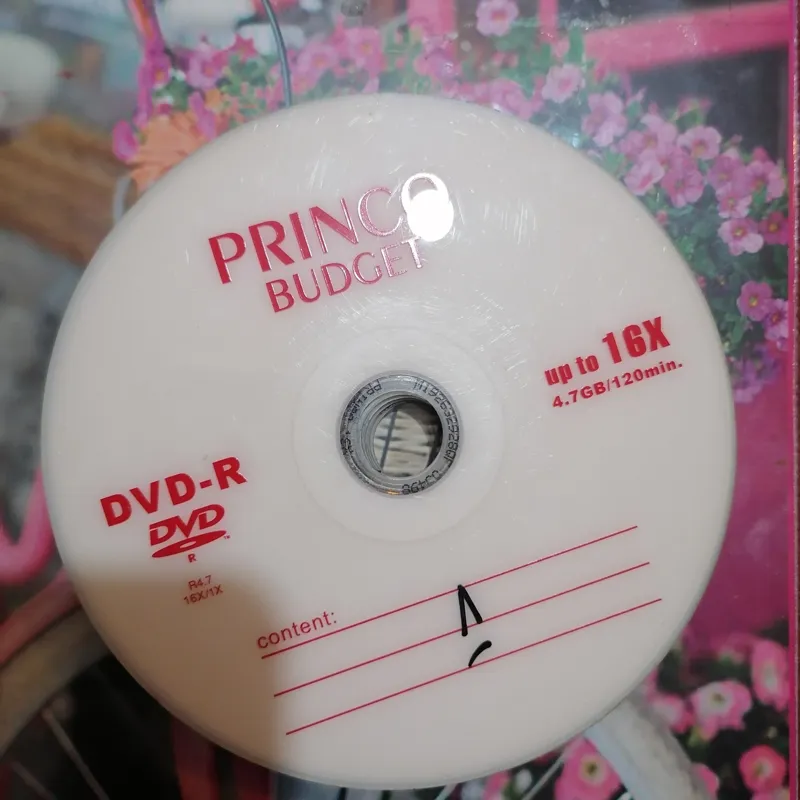 PRINCO
BUDGET
up to 16X
4.7GB/120min.
DVD-R
DVD
R
R4.7
16X/1X
content: